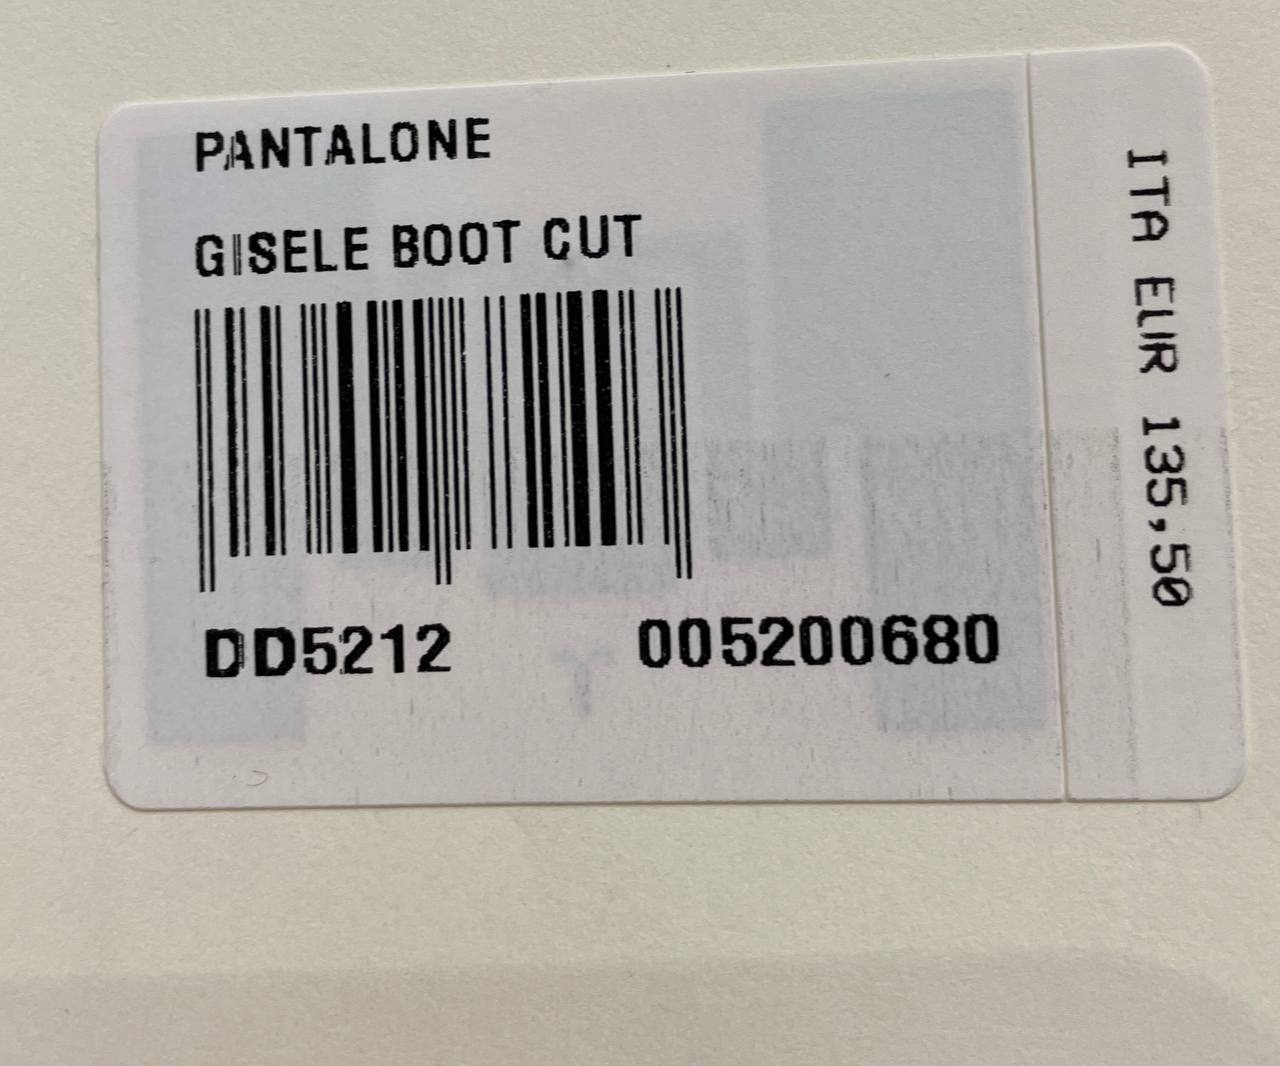 PANTALONE
GISELE BOOT CUT
DD5212 005200680
ITA EUR 135,50